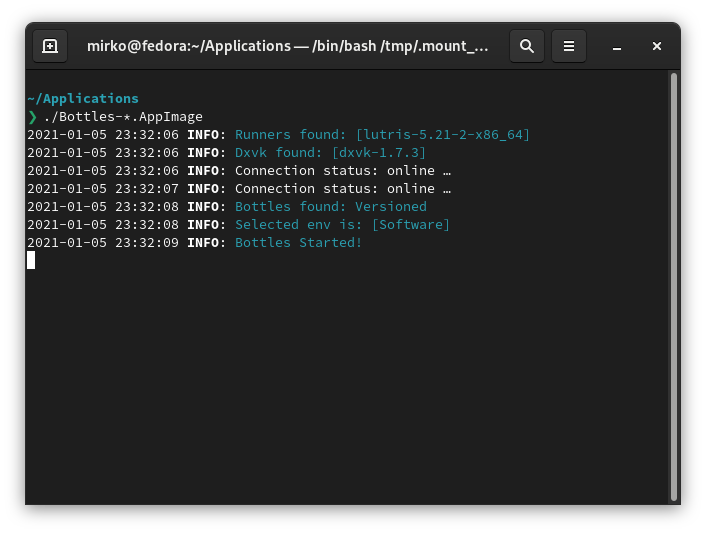 mirko@fedora:~/Applications — /bin/bash /tmp/.mount_…
~/Applications
❯ ./Bottles-*.AppImage
2021-01-05 23:32:06 INFO: Runners found: [lutris-5.21-2-x86_64]
2021-01-05 23:32:06 INFO: Dxvk found: [dxvk-1.7.3]
2021-01-05 23:32:06 INFO: Connection status: online …
2021-01-05 23:32:07 INFO: Connection status: online …
2021-01-05 23:32:08 INFO: Bottles found: Versioned
2021-01-05 23:32:08 INFO: Selected env is: [Software]
2021-01-05 23:32:09 INFO: Bottles Started!